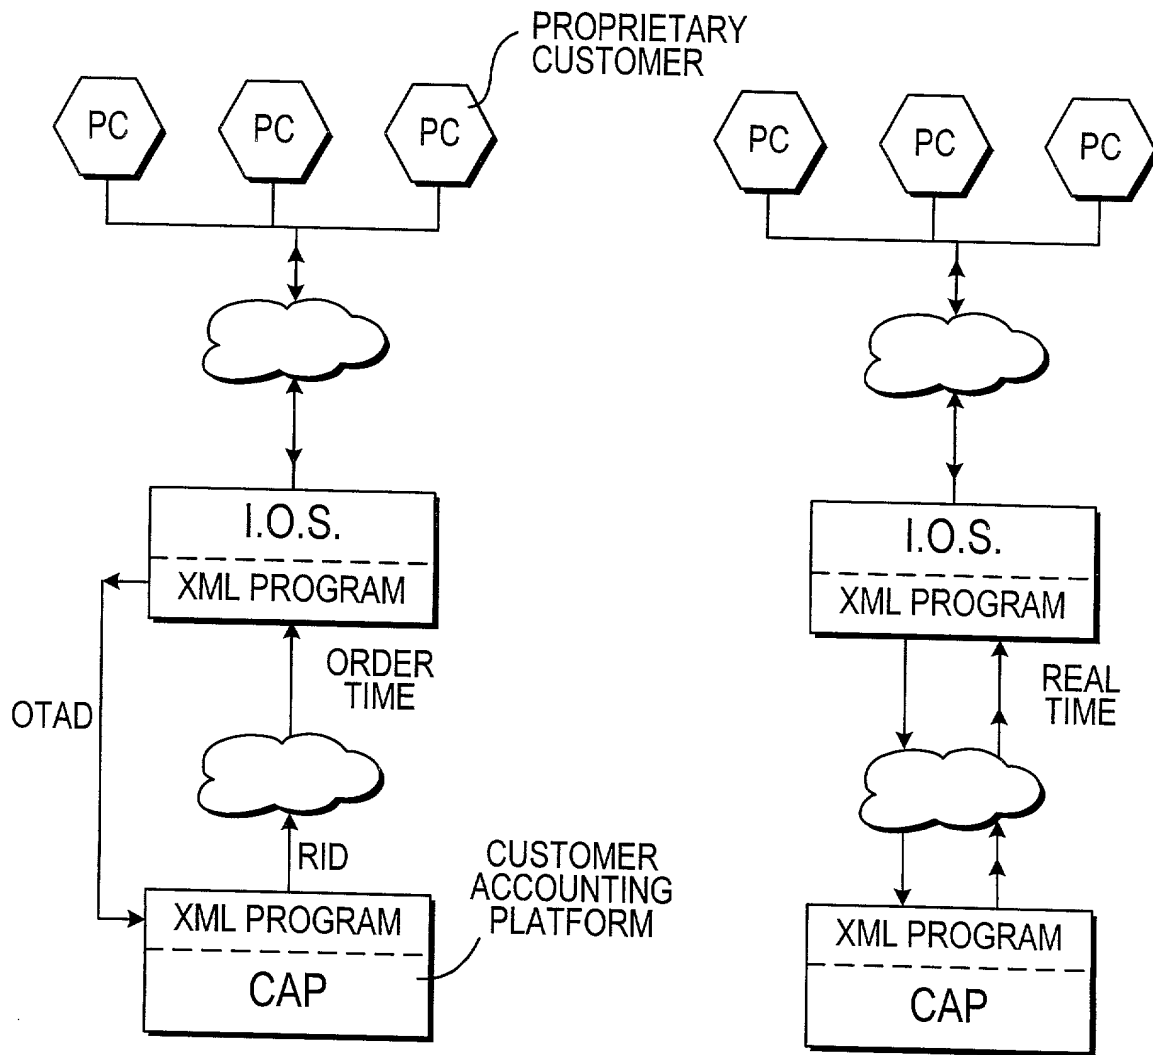 PROPRIETARY
CUSTOMER
PC
PC
PC
I.O.S.
XML PROGRAM
ORDER
TIME
OTAD
RID
CUSTOMER
ACCOUNTING
PLATFORM
XML PROGRAM
CAP
PC
PC
PC
I.O.S.
XML PROGRAM
REAL
TIME
XML PROGRAM
CAP